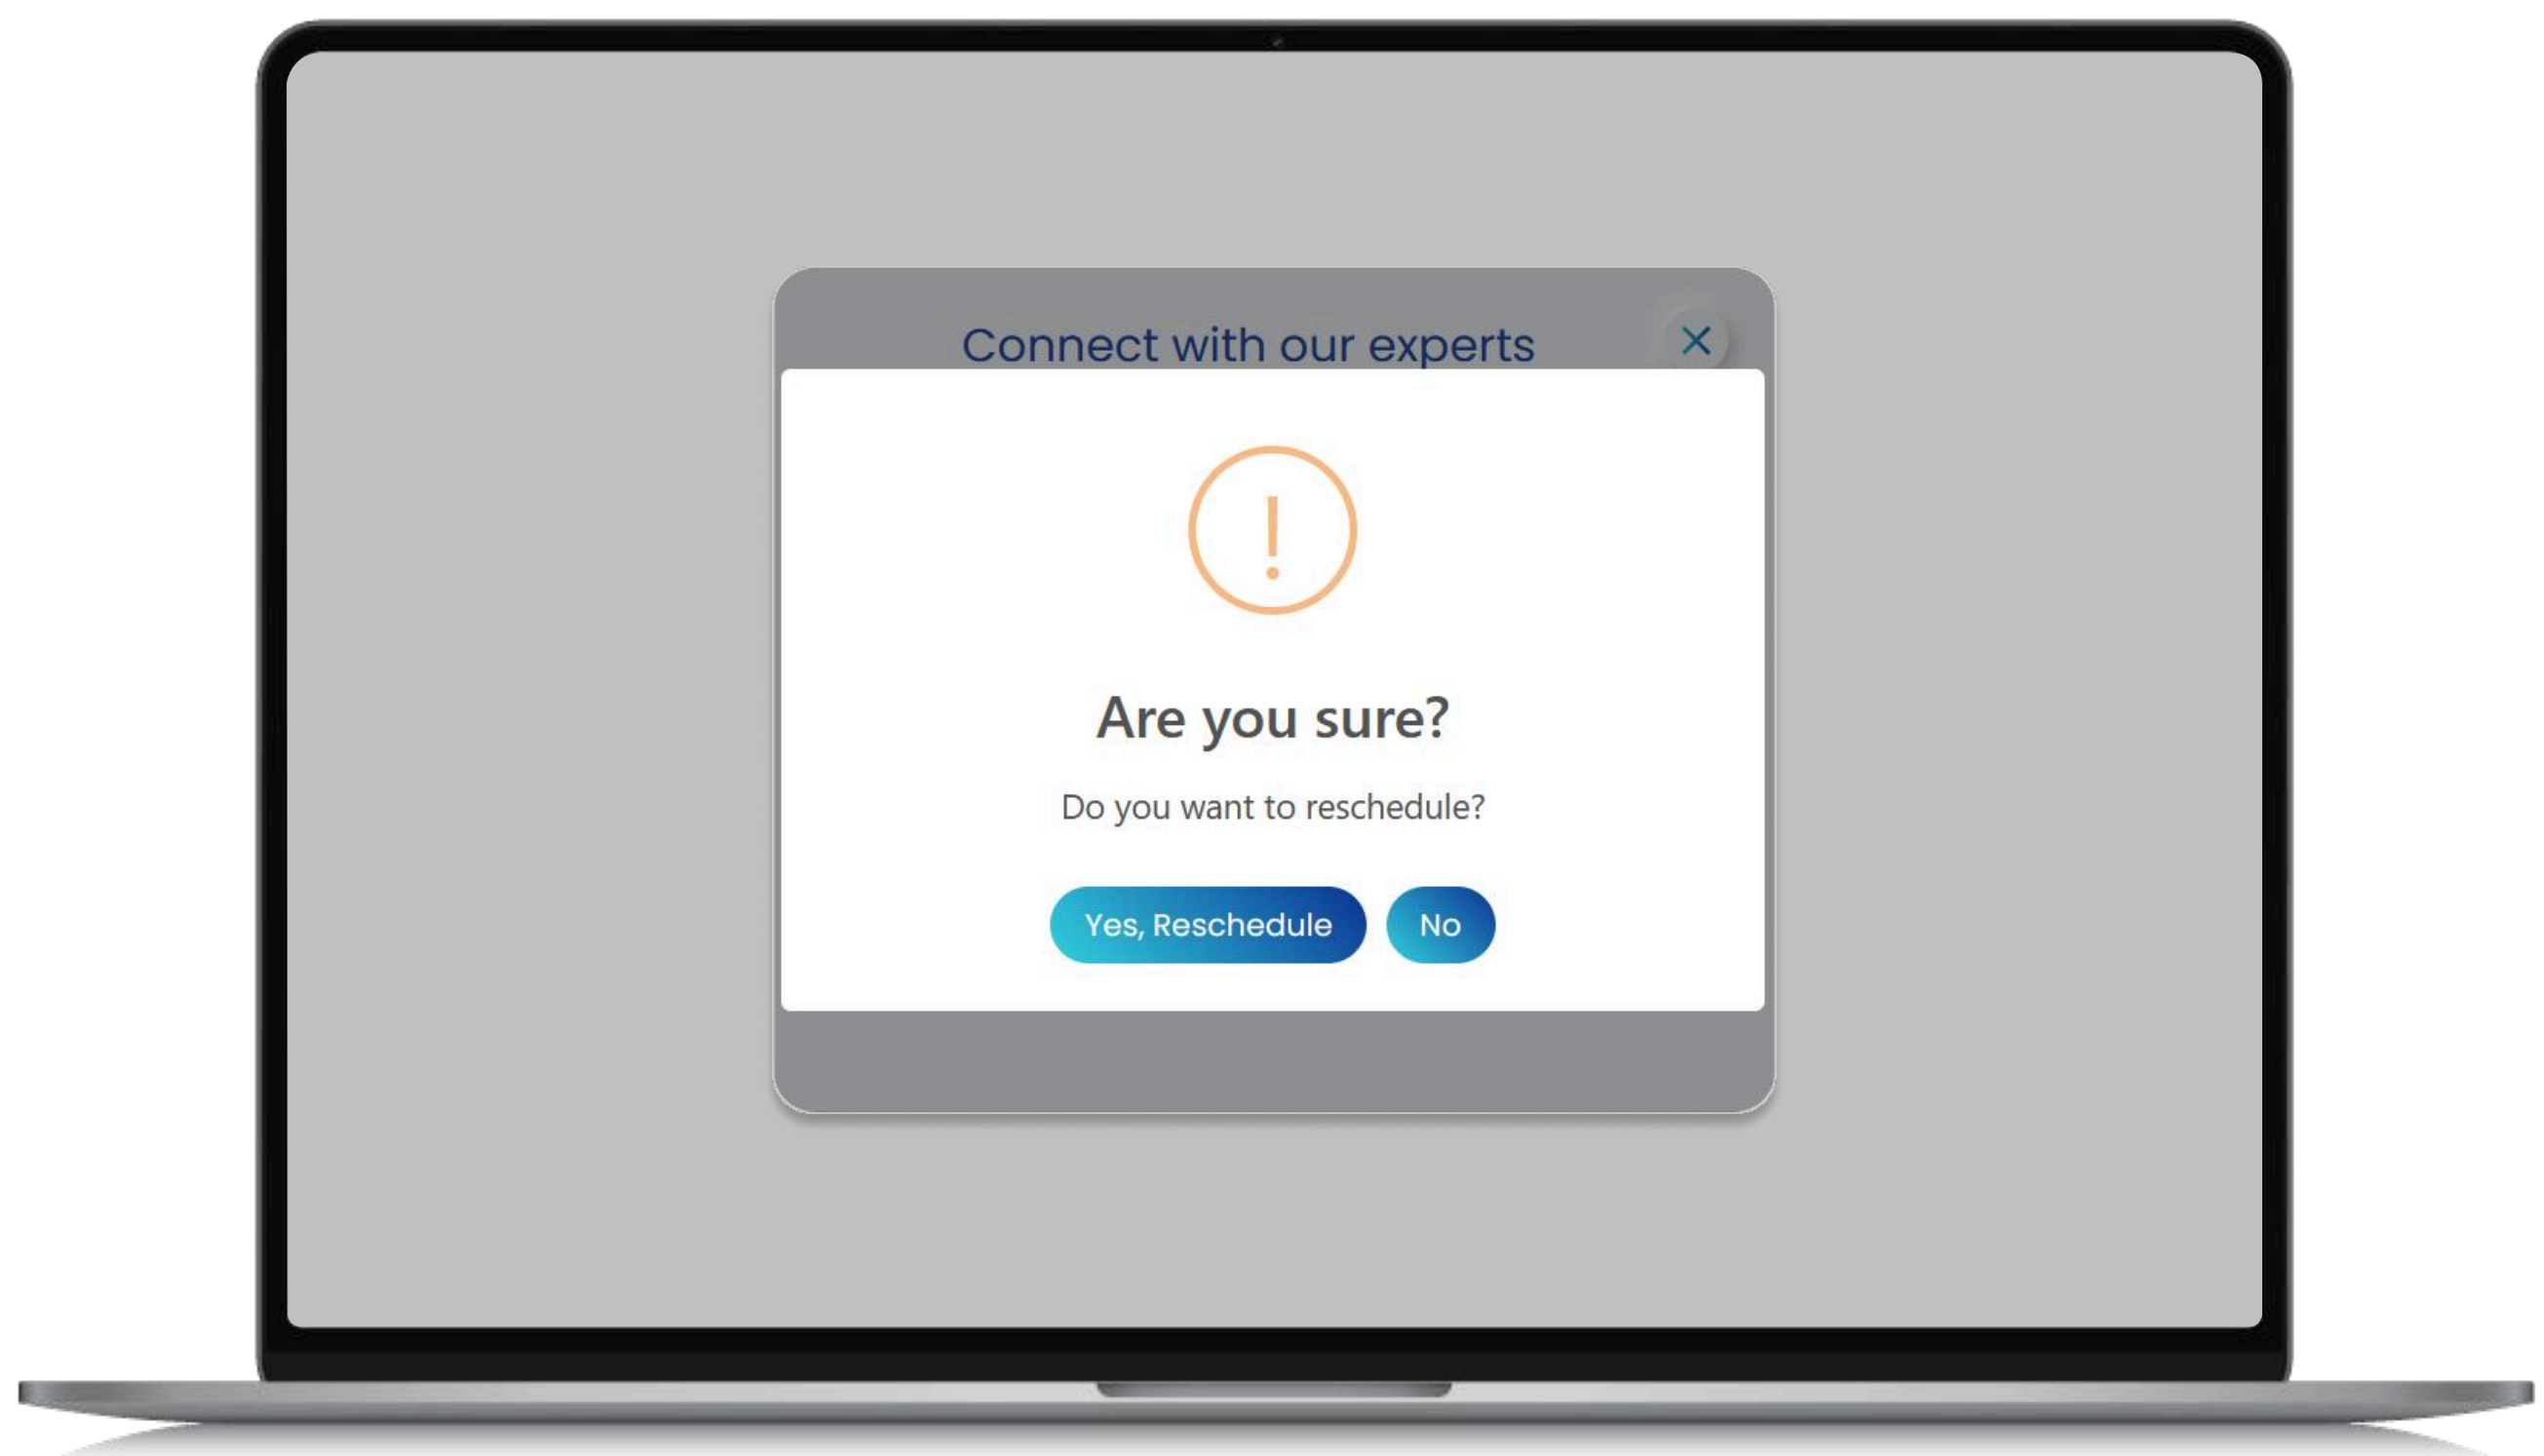 Connect with our experts
Are you sure?
Do you want to reschedule?
Yes, Reschedule
No